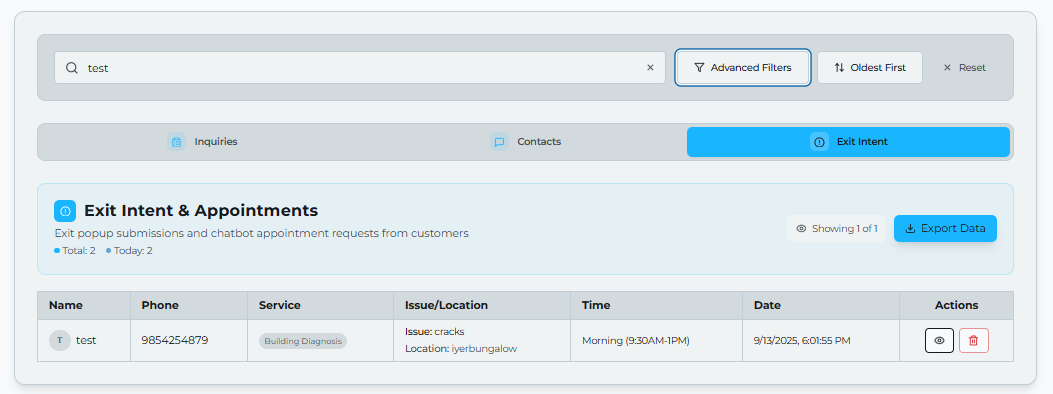 test
Advanced Filters
Oldest First
Reset
Inquiries
Contacts
Exit Intent
Exit Intent & Appointments
Exit popup submissions and chatbot appointment requests from customers
Total: 2 Today: 2
Showing 1 of 1
Export Data
Name Phone Service Issue/Location Time Date Actions
T test 9854254879 Building Diagnosis
Issue: cracks
Location: iyerbungalow
Morning (9:30AM-1PM) 9/13/2025, 6:01:55 PM